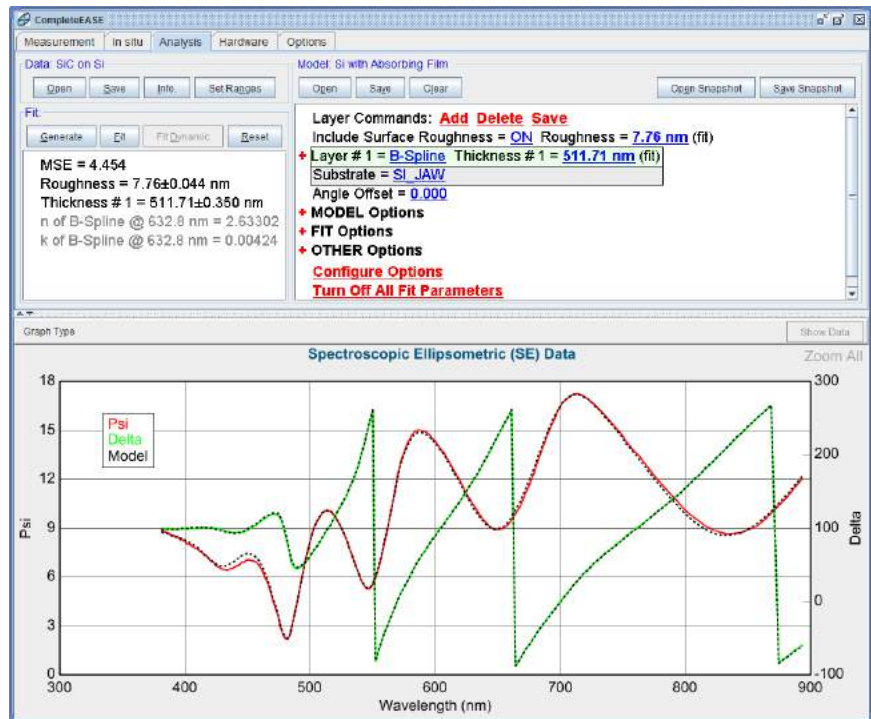 CompleteEASE
Measurement In situ Analysis Hardware Options
Data: SiC on Si
Open Save Info. Set Ranges
Fit:
Generate Fit Fit Dynamic Reset
MSE = 4.454
Roughness = 7.76±0.044 nm
Thickness # 1 = 511.71±0.350 nm
n of B-Spline @ 632.8 nm = 2.63302
k of B-Spline @ 632.8 nm = 0.00424
Model: Si with Absorbing Film
Open Save Clear Open Snapshot Save Snapshot
Layer Commands: Add Delete Save
Include Surface Roughness = ON Roughness = 7.76 nm (fit)
+ Layer # 1 = B-Spline Thickness # 1 = 511.71 nm (fit)
Substrate = SI_JAW
Angle Offset = 0.000
+ MODEL Options
+ FIT Options
+ OTHER Options
Configure Options
Turn Off All Fit Parameters
Graph Type Show Data
Spectroscopic Ellipsometric (SE) Data
Zoom All
Psi
Delta
Model
18
15
12
9
6
3
0
Psi
300
200
100
0
-100
Delta
300 400 500 600 700 800 900
Wavelength (nm)